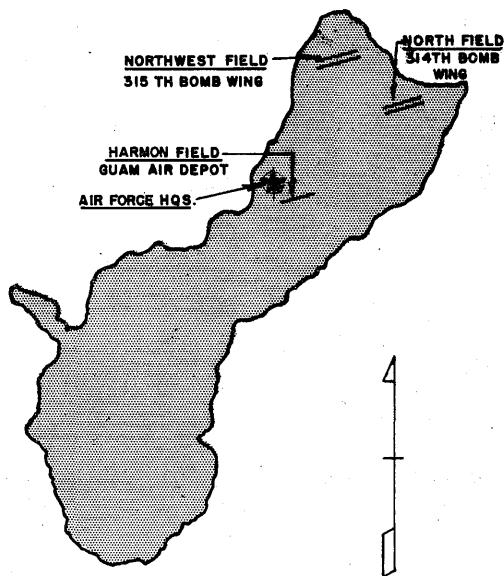 NORTHWEST FIELD
315 TH BOMB WING
NORTH FIELD
314TH BOMB
WING
HARMON FIELD
GUAM AIR DEPOT
AIR FORCE HQS.